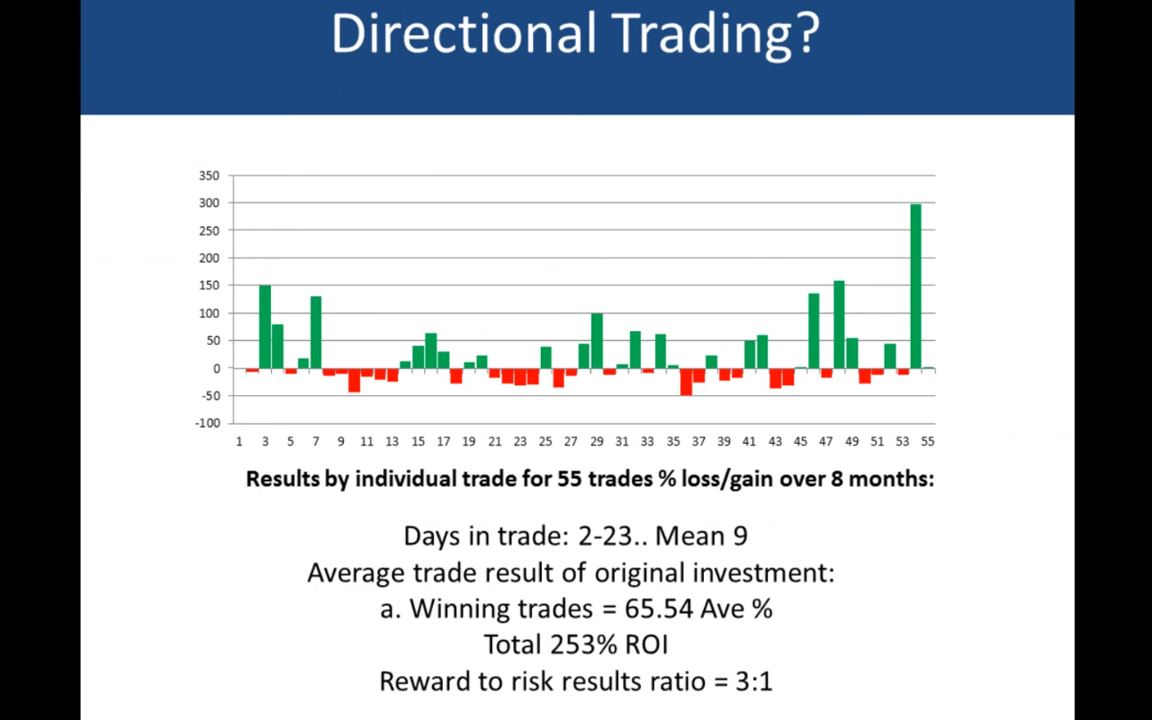 Directional Trading?
350
300
250
200
150
100
50
0
-50
-100
1 3 5 7 9 11 13 15 17 19 21 23 25 27 29 31 33 35 37 39 41 43 45 47 49 51 53 55
Results by individual trade for 55 trades % loss/gain over 8 months:
Days in trade: 2-23.. Mean 9
Average trade result of original investment:
a. Winning trades = 65.54 Ave %
Total 253% ROI
Reward to risk results ratio = 3:1